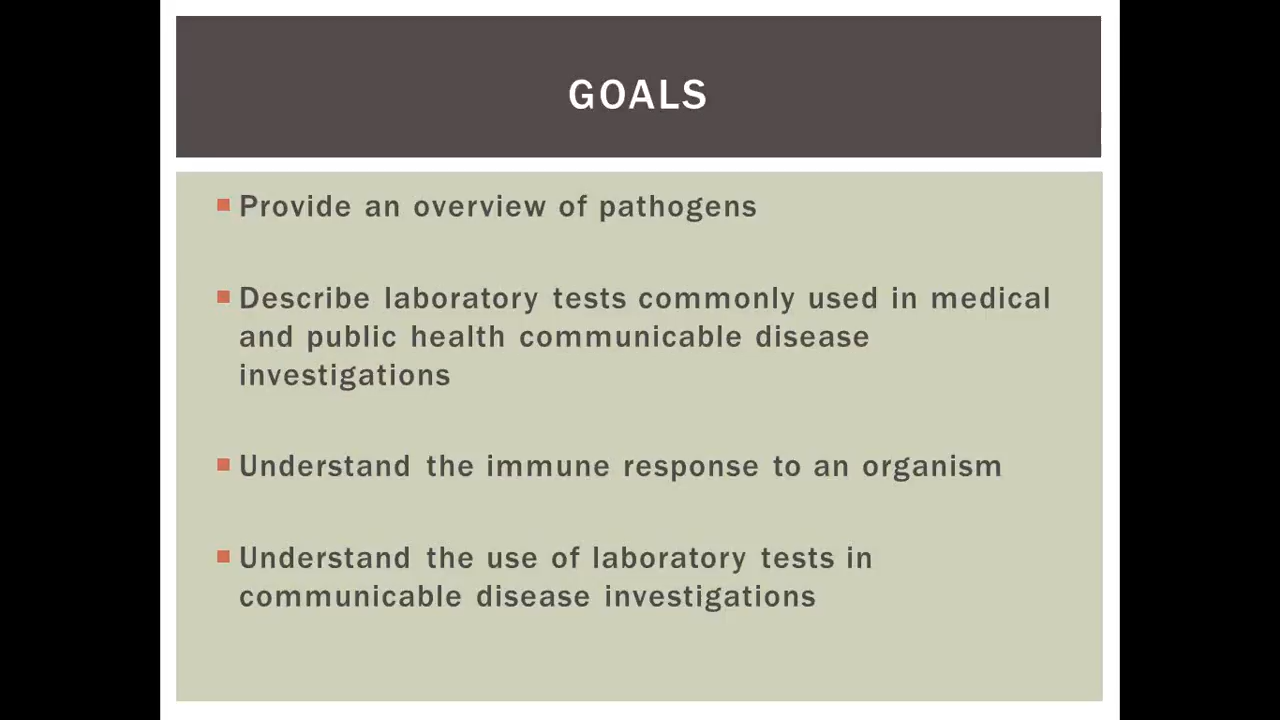 GOALS
Provide an overview of pathogens
Describe laboratory tests commonly used in medical
and public health communicable disease
investigations
Understand the immune response to an organism
Understand the use of laboratory tests in
communicable disease investigations